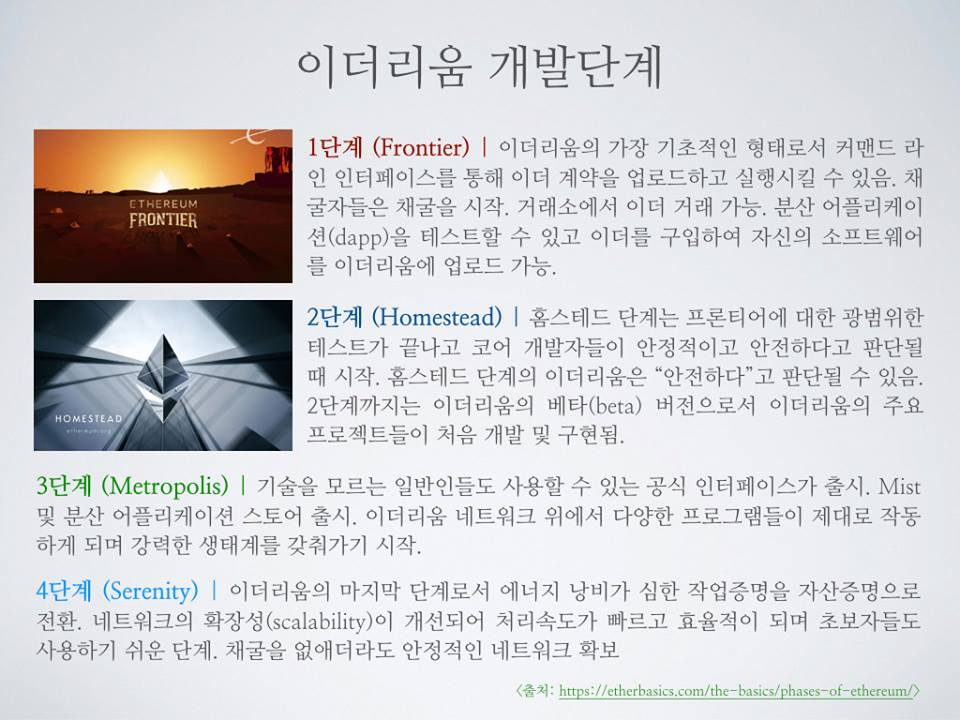 이더리움 개발단계
ETHEREUM
FRONTIER
1단계 (Frontier) | 이더리움의 가장 기초적인 형태로서 커맨드 라
인 인터페이스를 통해 이더 계약을 업로드하고 실행시킬 수 있음. 채
굴자들은 채굴을 시작. 거래소에서 이더 거래 가능. 분산 어플리케이
션(dapp)을 테스트할 수 있고 이더를 구입하여 자신의 소프트웨어
를 이더리움에 업로드 가능.
HOMESTEAD
ethereum.org
2단계 (Homestead) | 홈스테드 단계는 프론티어에 대한 광범위한
테스트가 끝나고 코어 개발자들이 안정적이고 안전하다고 판단될
때 시작. 홈스테드 단계의 이더리움은 “안전하다”고 판단될 수 있음.
2단계까지는 이더리움의 베타(beta) 버전으로서 이더리움의 주요
프로젝트들이 처음 개발 및 구현됨.
3단계 (Metropolis) | 기술을 모르는 일반인들도 사용할 수 있는 공식 인터페이스가 출시. Mist
및 분산 어플리케이션 스토어 출시. 이더리움 네트워크 위에서 다양한 프로그램들이 제대로 작동
하게 되며 강력한 생태계를 갖춰가기 시작.
4단계 (Serenity) | 이더리움의 마지막 단계로서 에너지 낭비가 심한 작업증명을 자산증명으로
전환. 네트워크의 확장성(scalability)이 개선되어 처리속도가 빠르고 효율적이 되며 초보자들도
사용하기 쉬운 단계. 채굴을 없애더라도 안정적인 네트워크 확보
<출처: https://etherbasics.com/the-basics/phases-of-ethereum/>